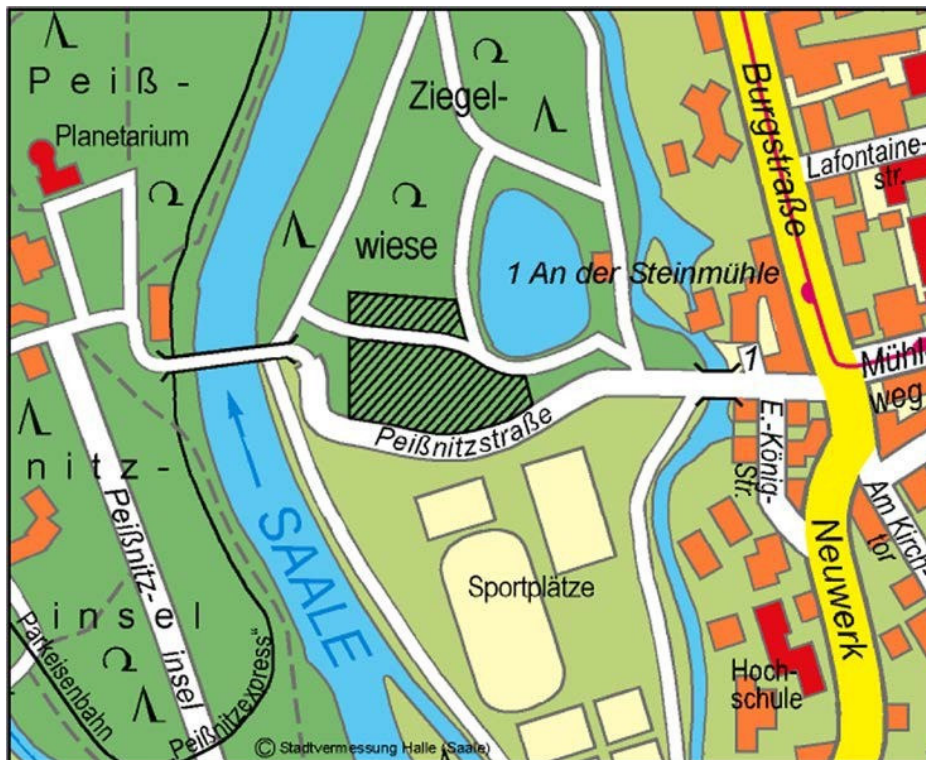 Peiß-
Planetarium
Ziegel-
wiese
Burgstraße
Lafontaine-
str.
1 An der Steinmühle
1
Mühl
weg
Peißnitzstraße
E.-König-
Str.
nitz-
Peißnitz-
insel
SAALE
Sportplätze
Neuwerk
Am Kirch-
tor
insel
Parkeisenbahn
Peißnitzexpress"
Hoch-
schule
© Stadtvermessung Halle (Saale)